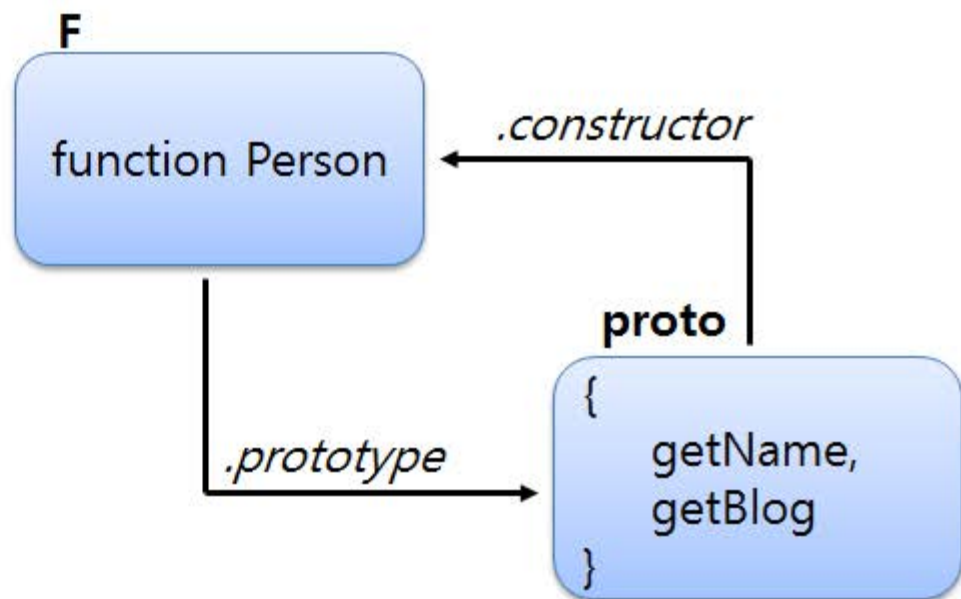 F
function Person
.constructor
proto
{
getName,
.prototype
getBlog
}